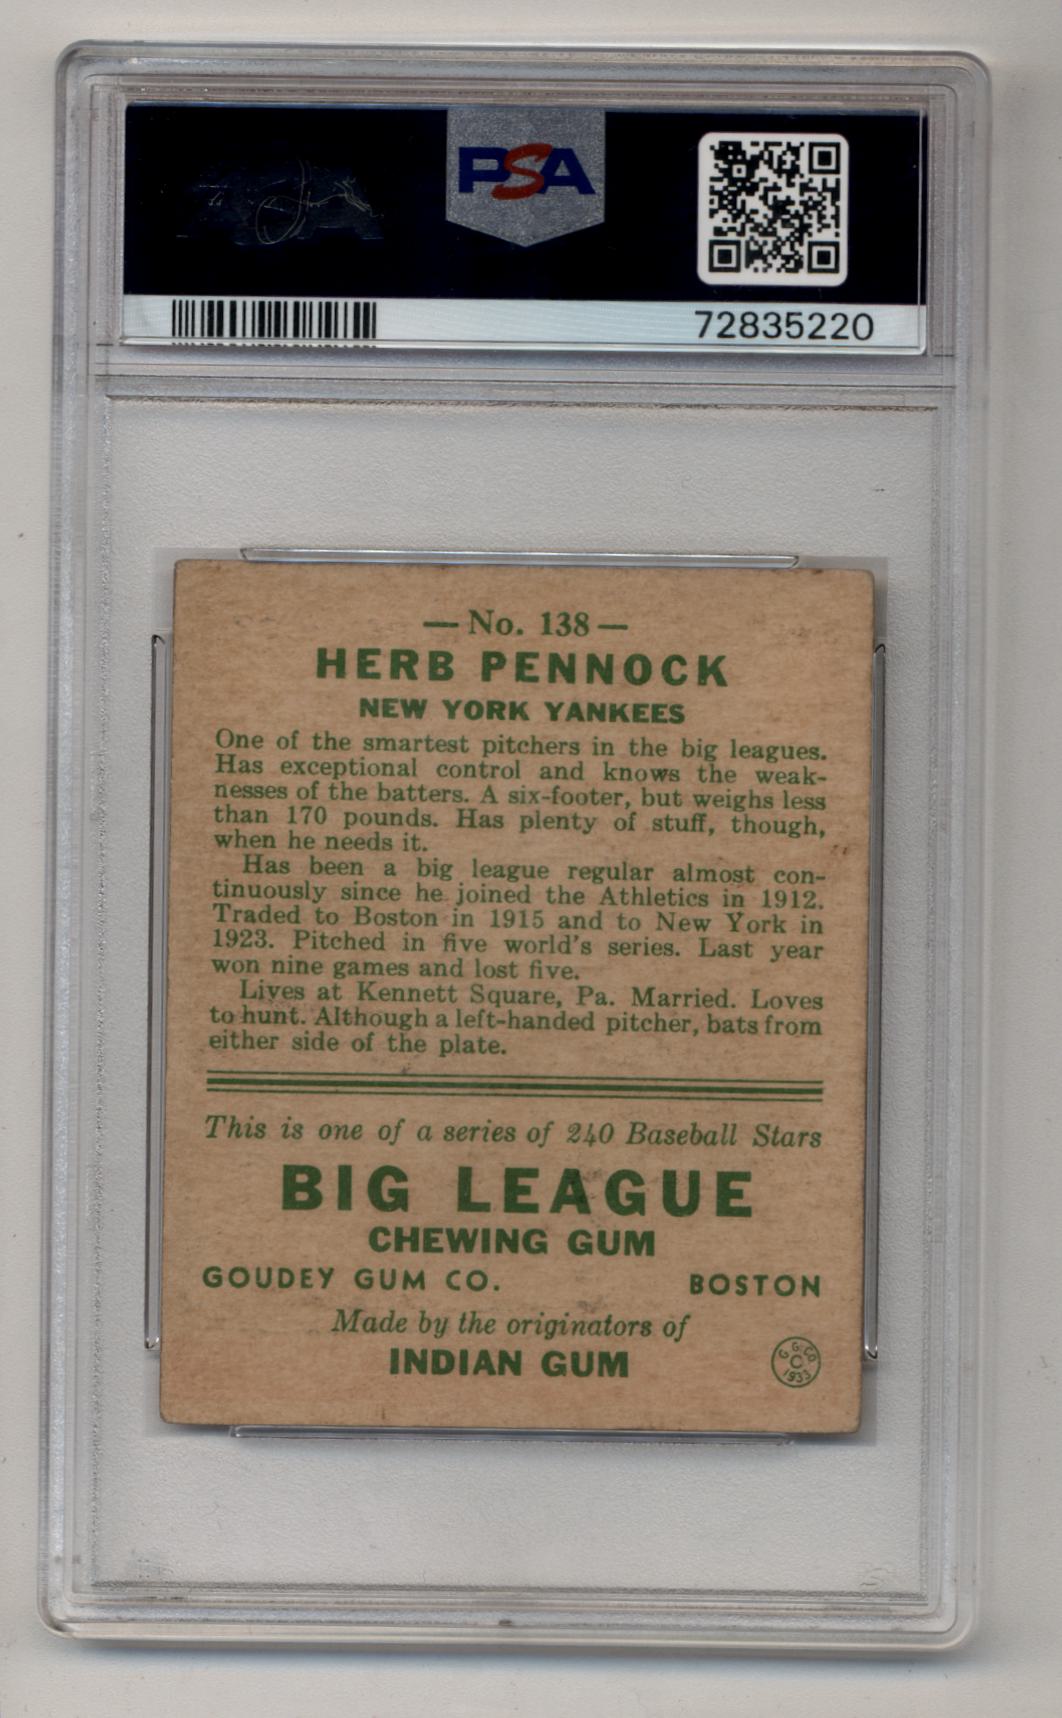 PSA
72835220
— No. 138 —
HERB PENNOCK
NEW YORK YANKEES
One of the smartest pitchers in the big leagues.
Has exceptional control and knows the weak-
nesses of the batters. A six-footer, but weighs less
than 170 pounds. Has plenty of stuff, though,
when he needs it.
Has been a big league regular almost con-
tinuously since he joined the Athletics in 1912.
Traded to Boston in 1915 and to New York in
1923. Pitched in five world's series. Last year
won nine games and lost five.
Lives at Kennett Square, Pa. Married. Loves
to hunt. Although a left-handed pitcher, bats from
either side of the plate.
This is one of a series of 240 Baseball Stars
BIG LEAGUE
CHEWING GUM
GOUDEY GUM CO. BOSTON
Made by the originators of
INDIAN GUM
G. G. CO.
C
1933